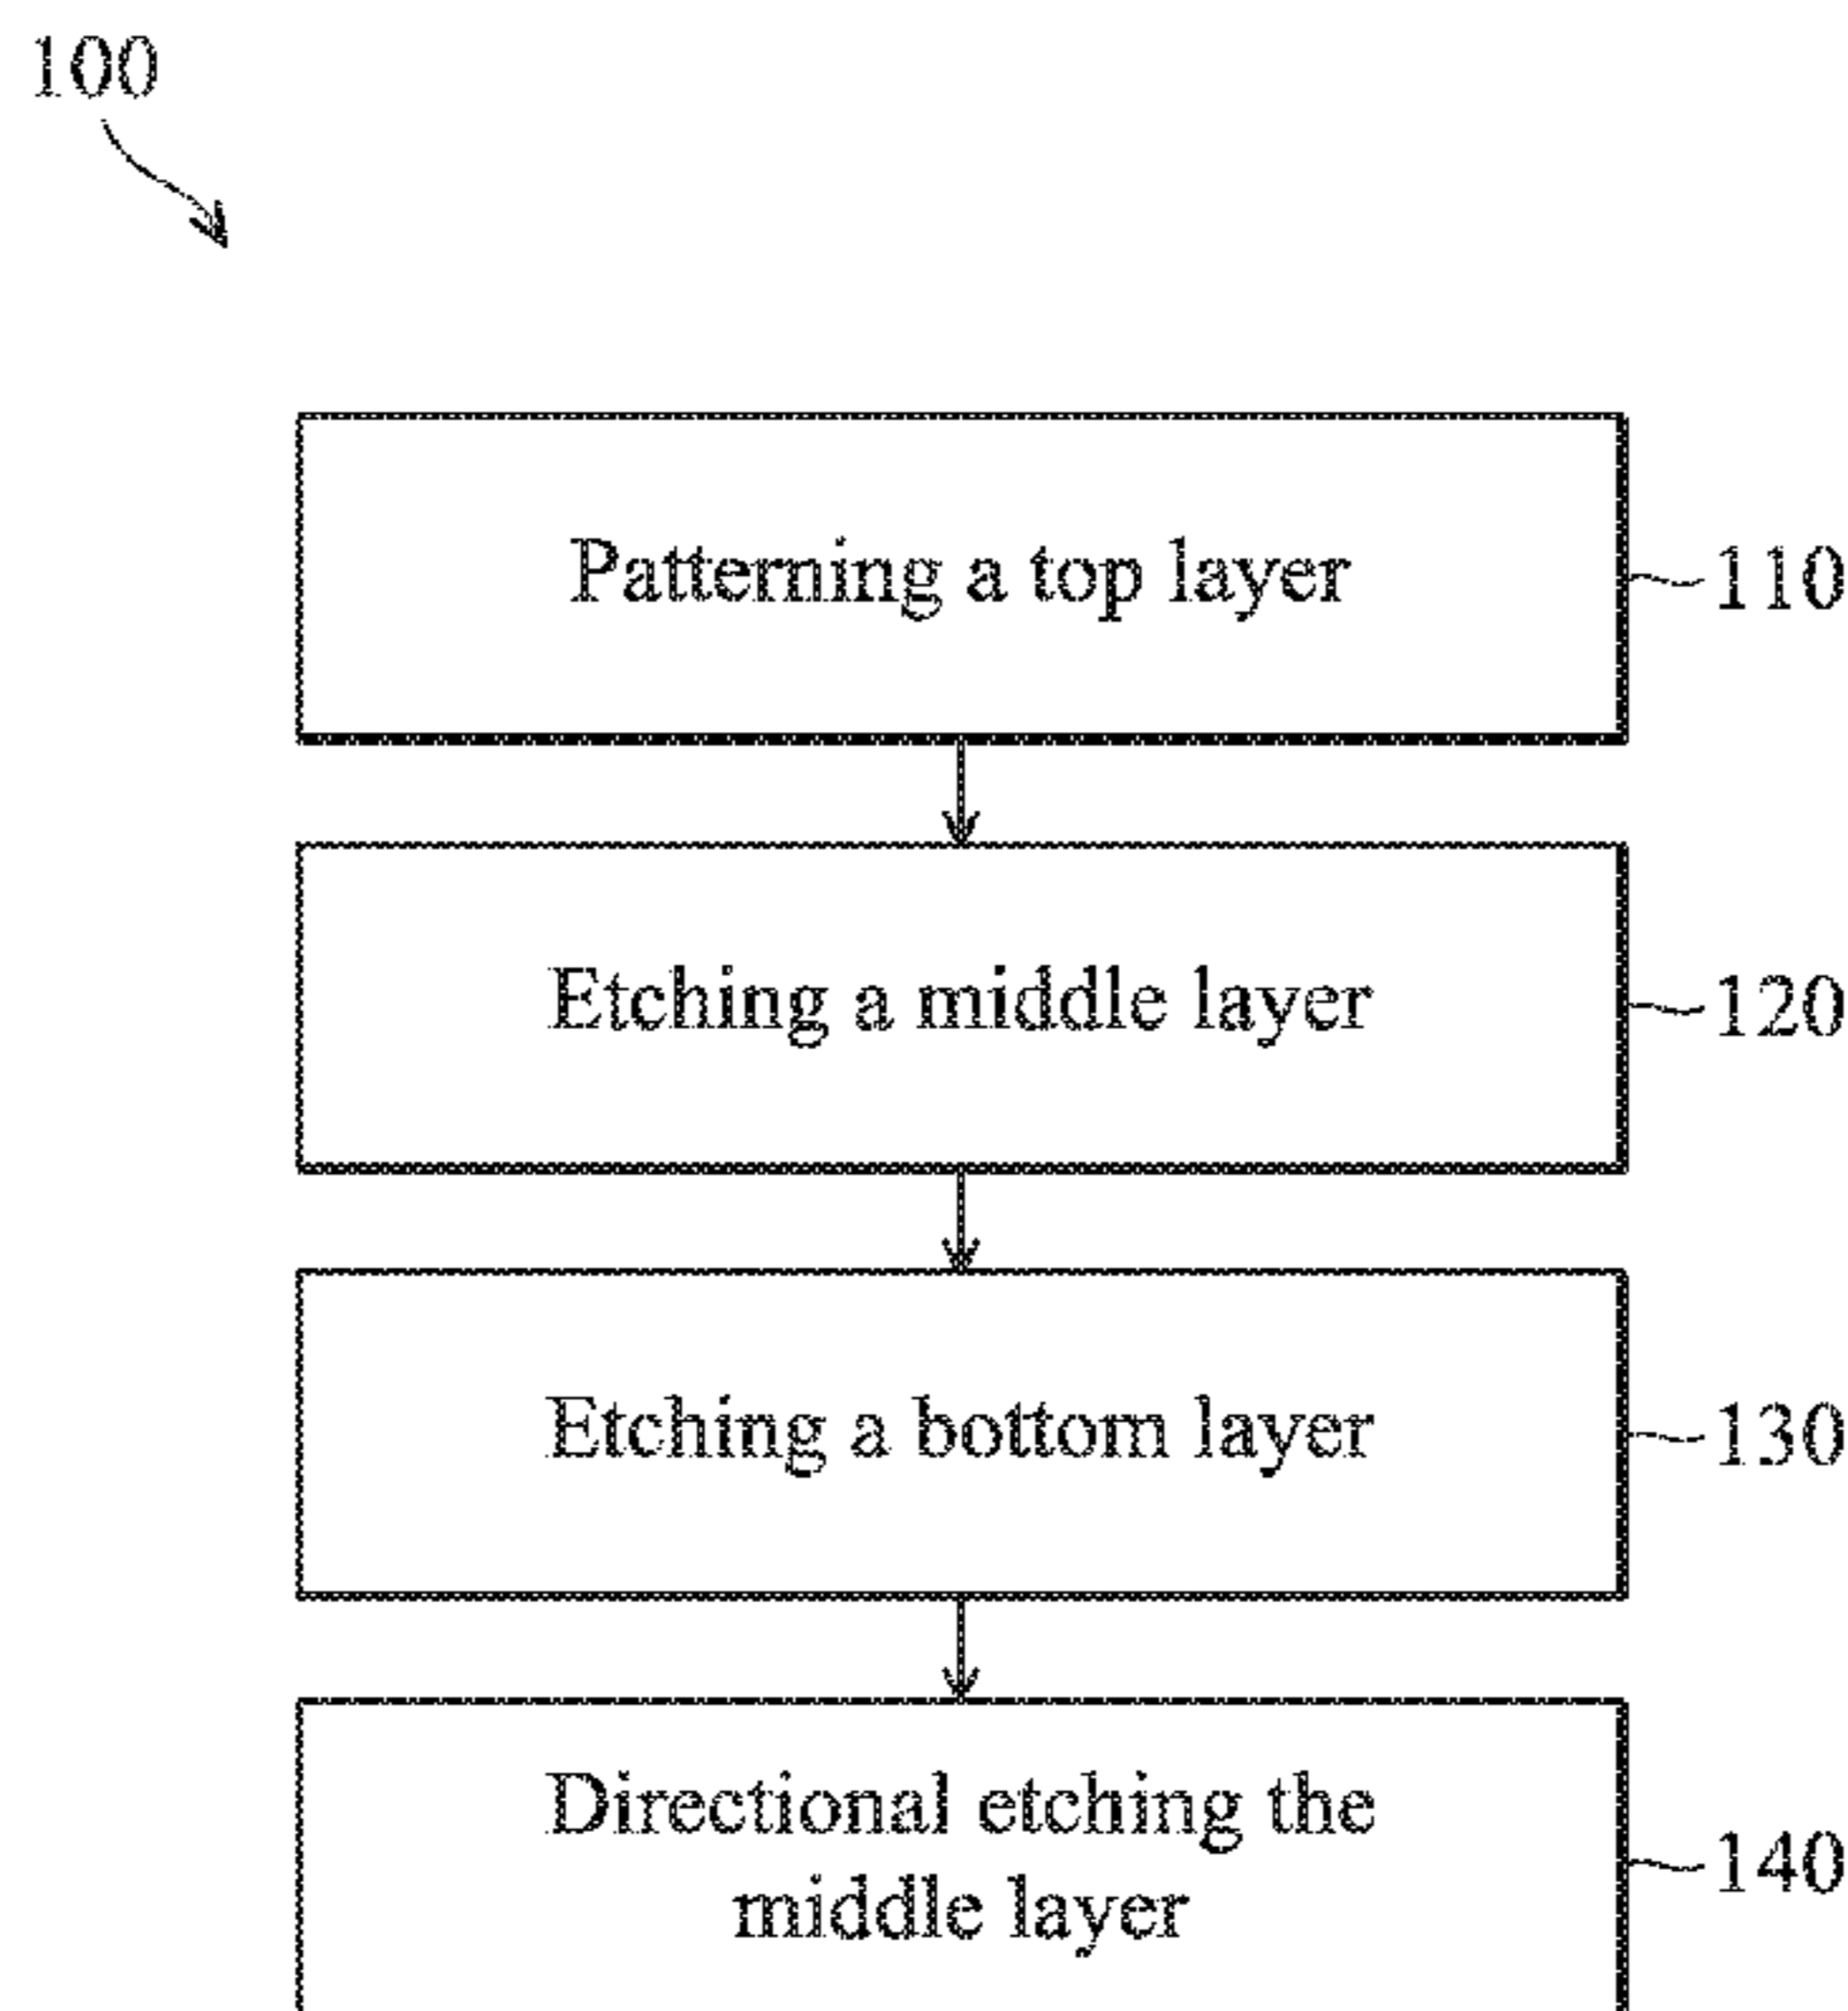 100
Patterning a top layer
110
Etching a middle layer
120
Etching a bottom layer
130
Directional etching the
middle layer
140